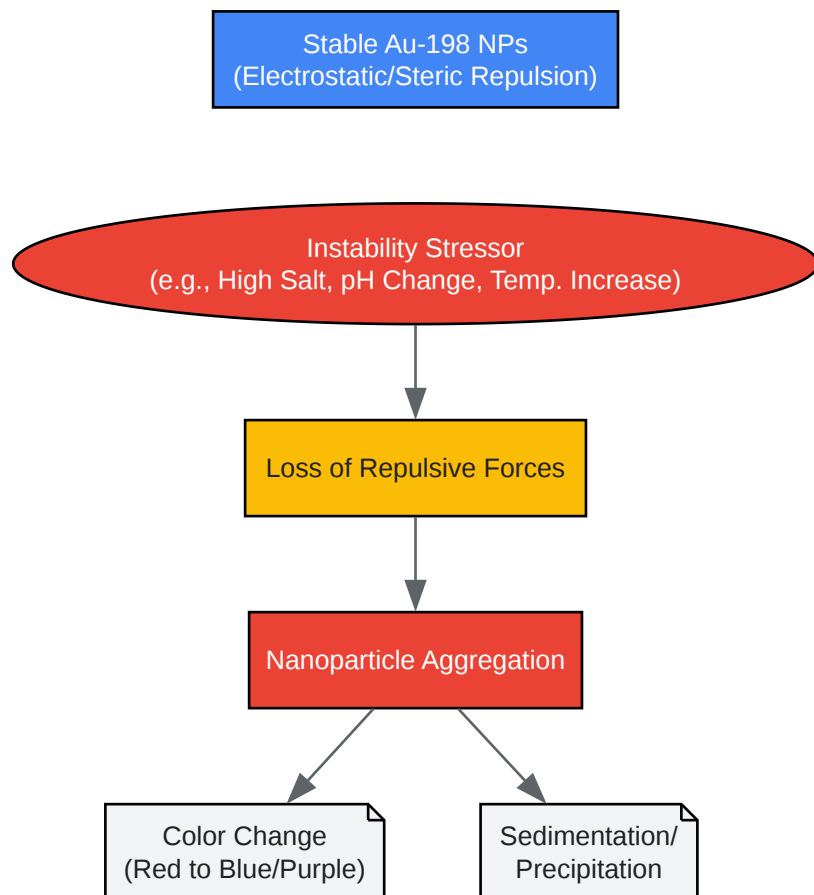 Stable Au-198 NPs
(Electrostatic/Steric Repulsion)
Instability Stressor
(e.g., High Salt, pH Change, Temp. Increase)
Loss of Repulsive Forces
Nanoparticle Aggregation
Color Change
(Red to Blue/Purple)
Sedimentation/
Precipitation